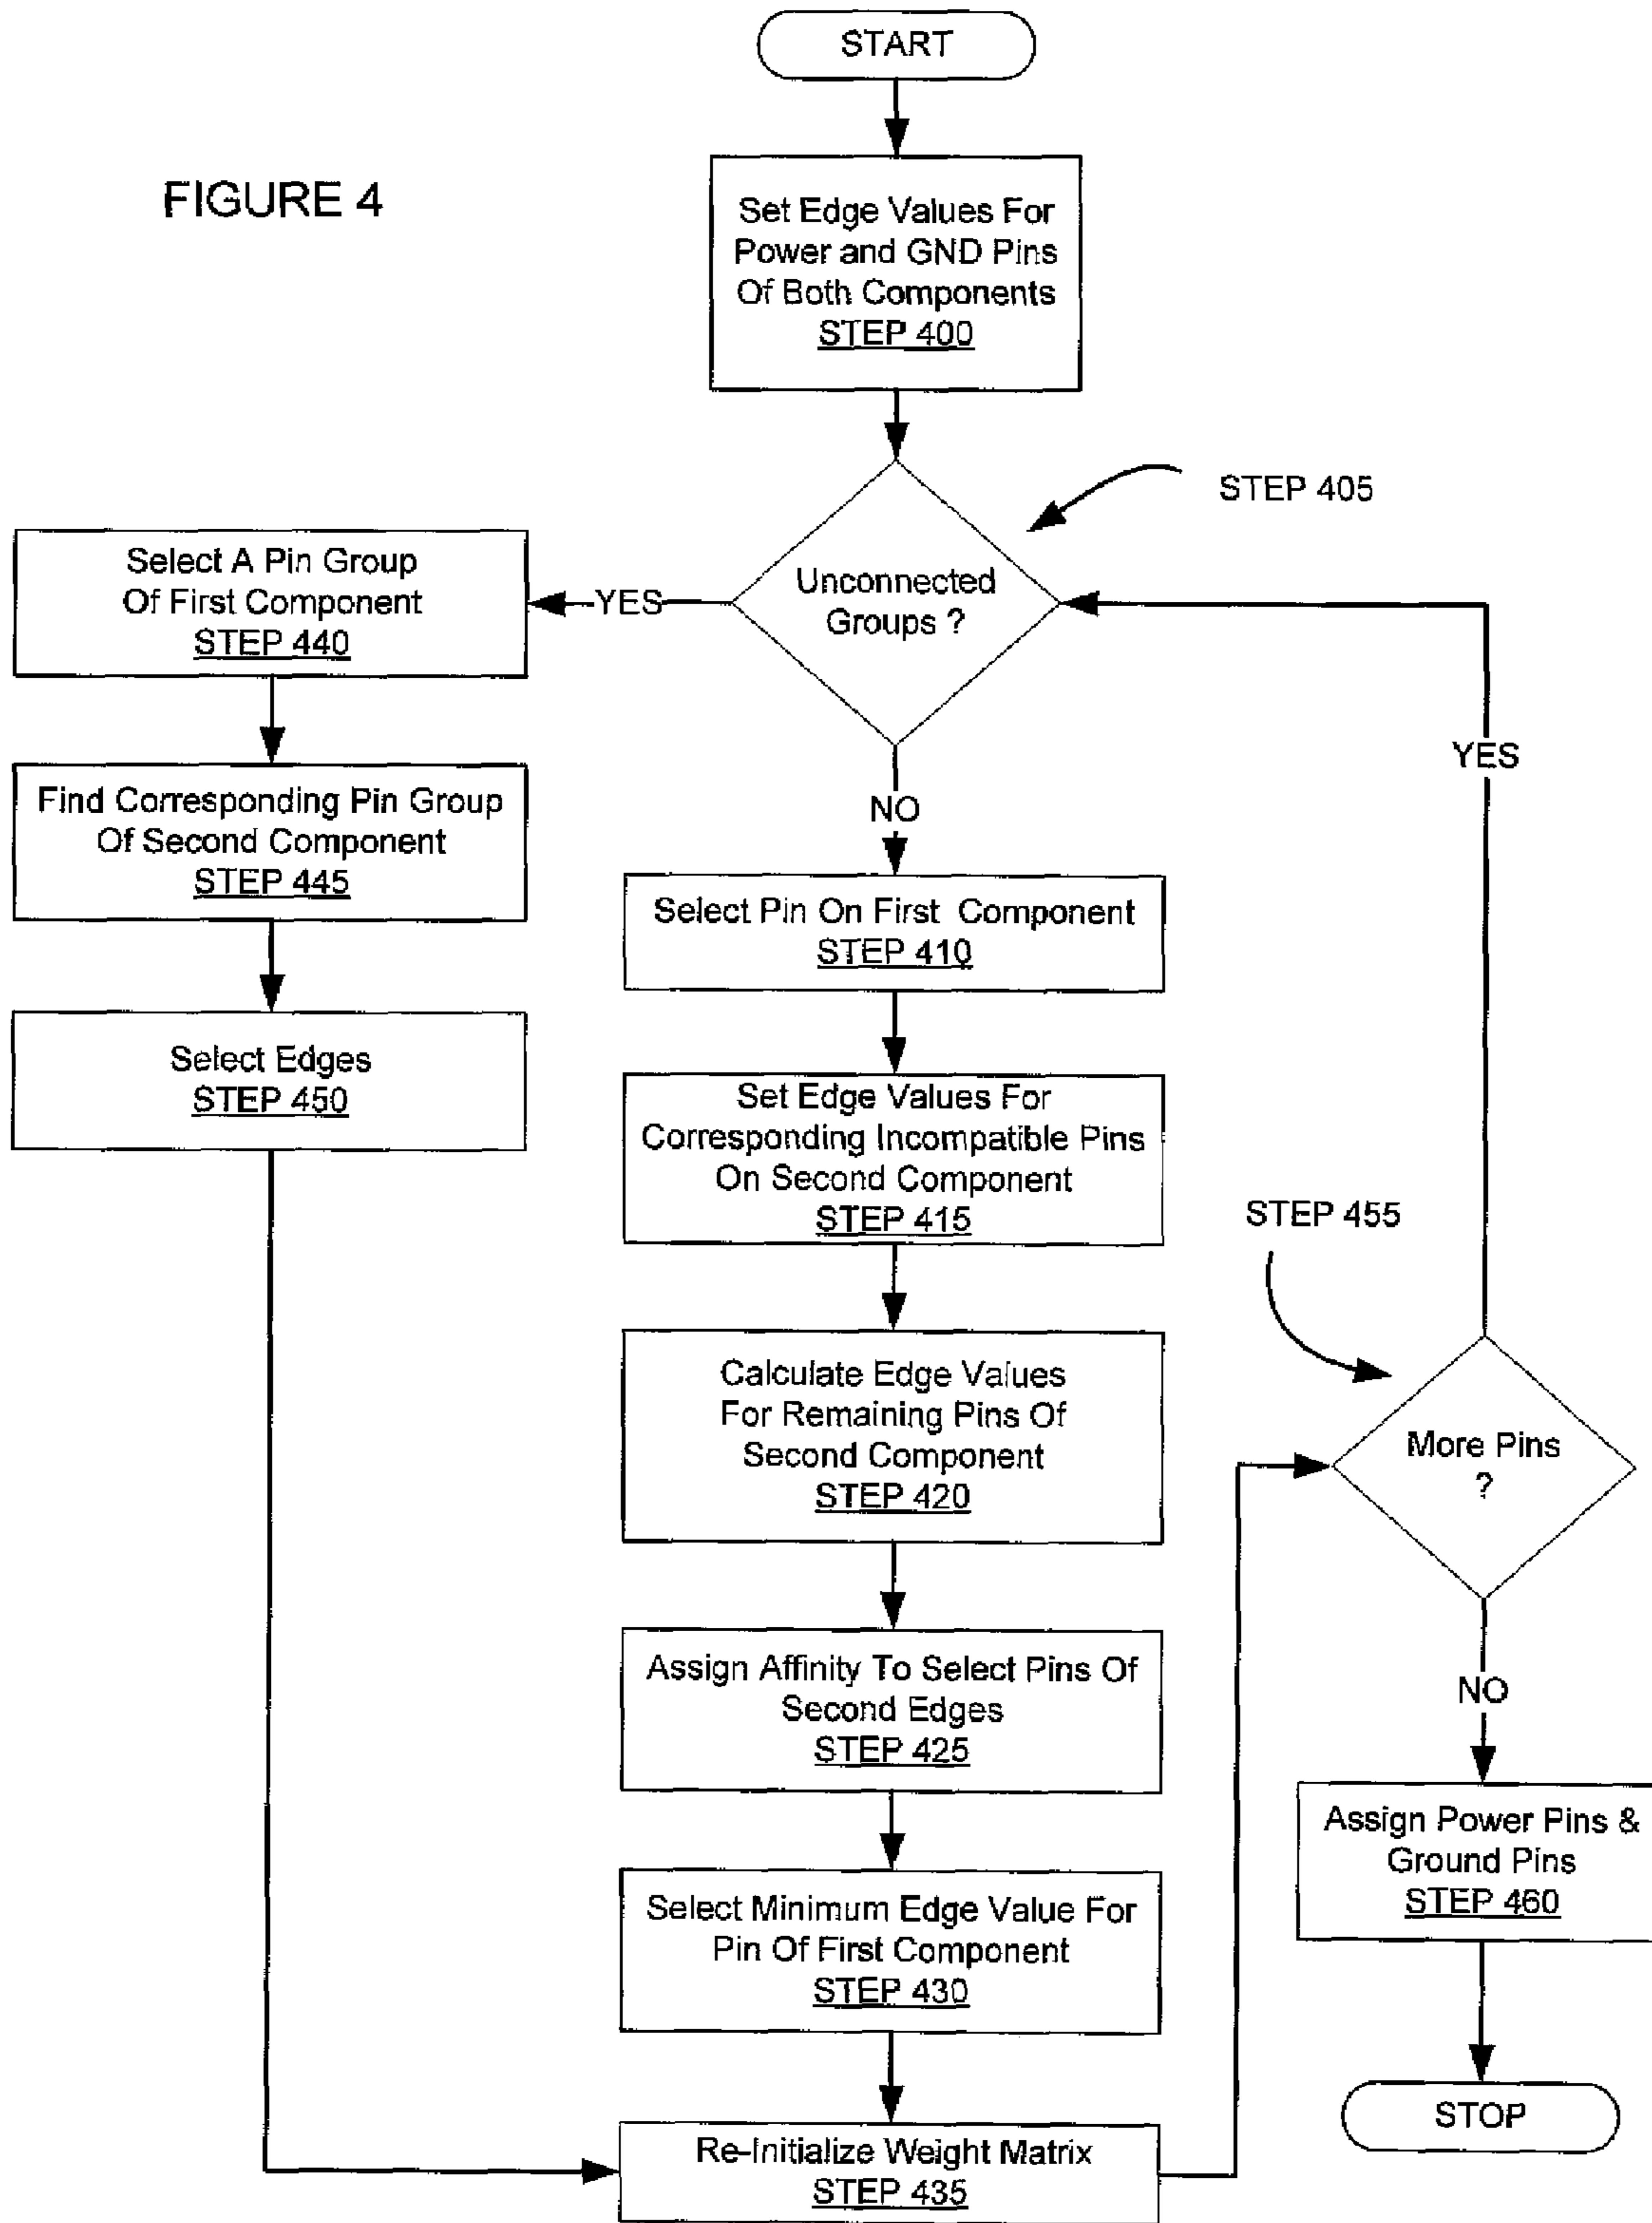 START
FIGURE 4
Set Edge Values For
Power and GND Pins
Of Both Components
STEP 400
STEP 405
Unconnected
Groups ?
YES
Select A Pin Group
Of First Component
STEP 440
Find Corresponding Pin Group
Of Second Component
STEP 445
Select Edges
STEP 450
NO
Select Pin On First Component
STEP 410
Set Edge Values For
Corresponding Incompatible Pins
On Second Component
STEP 415
Calculate Edge Values
For Remaining Pins Of
Second Component
STEP 420
Assign Affinity To Select Pins Of
Second Edges
STEP 425
Select Minimum Edge Value For
Pin Of First Component
STEP 430
Re-Initialize Weight Matrix
STEP 435
YES
STEP 455
More Pins
?
NO
Assign Power Pins &
Ground Pins
STEP 460
STOP